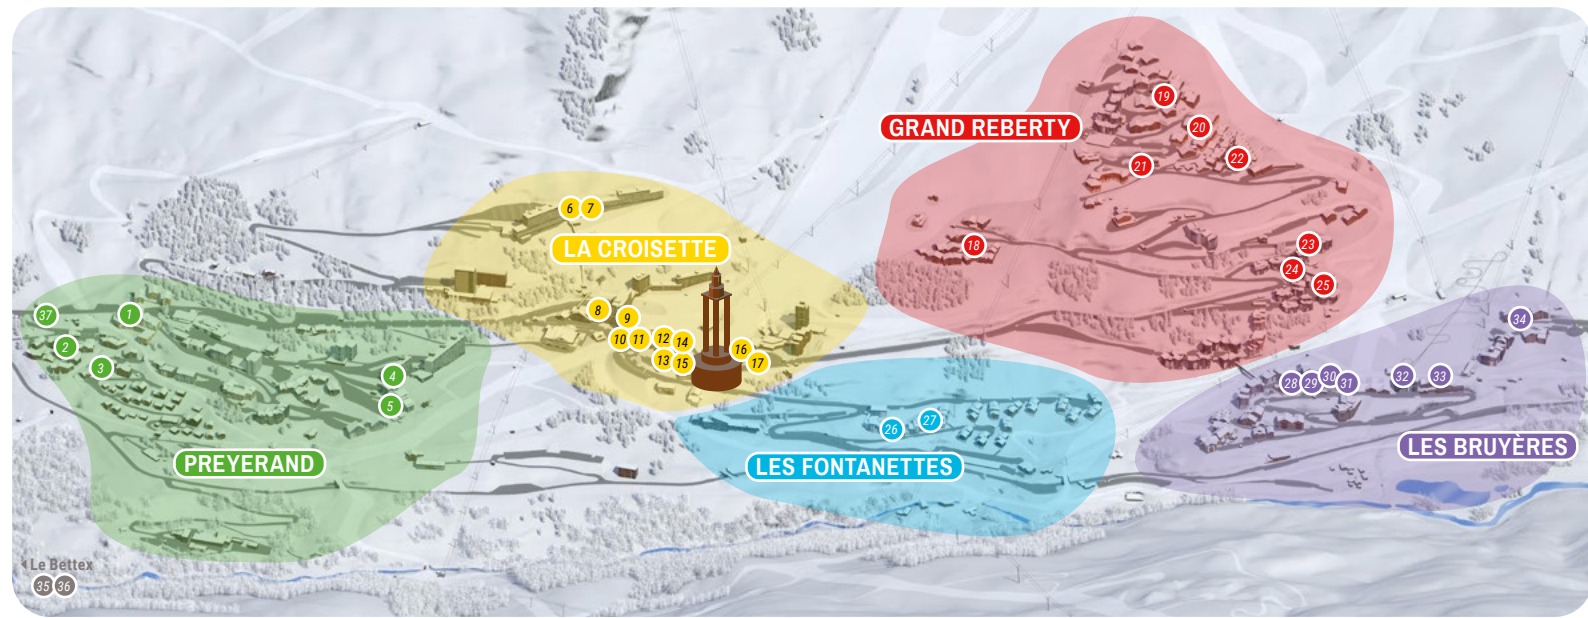 GRAND REBERTY
19
20
21
22
18
23
24
25
6 7
LA CROISETTE
8
9
10 11 12 14
13 15
16
17
37
1
2
3
4
5
PREYERAND
26 27
LES FONTANETTES
34
28 29 30 31 32 33
LES BRUYÈRES
Le Bettex
35 36